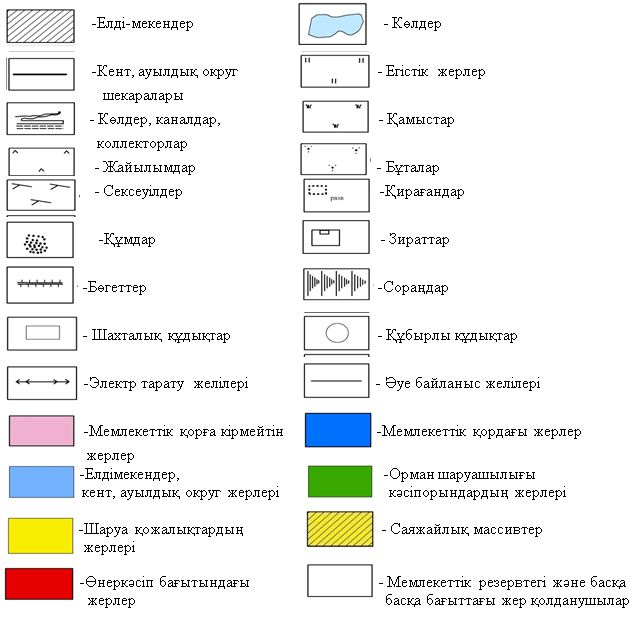 -Елді-мекендер
-Кент, ауылдық округ
шекаралары
- Көлдер, каналдар,
коллекторлар
- Жайылымдар
- Сексеуілдер
-Құмдар
-Бөгеттер
- Шахталық құдықтар
-Электр тарату желілері
-Мемлекеттік қорға кірмейтін
жерлер
-Елдімекендер,
кент, ауылдық округ жерлері
-Шаруа қожалықтардың
жерлері
-Өнеркәсіп бағытындағы
жерлер
- Көлдер
- Егістік жерлер
- Қамыстар
- Бұталар
разв
-Қирағандар
- Зираттар
-Сораңдар
- Құбырлы құдықтар
- Әуе байланыс желілері
-Мемлекеттік қордағы жерлер
-Орман шаруашылығы
кәсіпорындардың жерлері
- Саяжайлық массивтер
- Мемлекеттік резервтегі және басқа
басқа бағыттағы жер қолданушылар